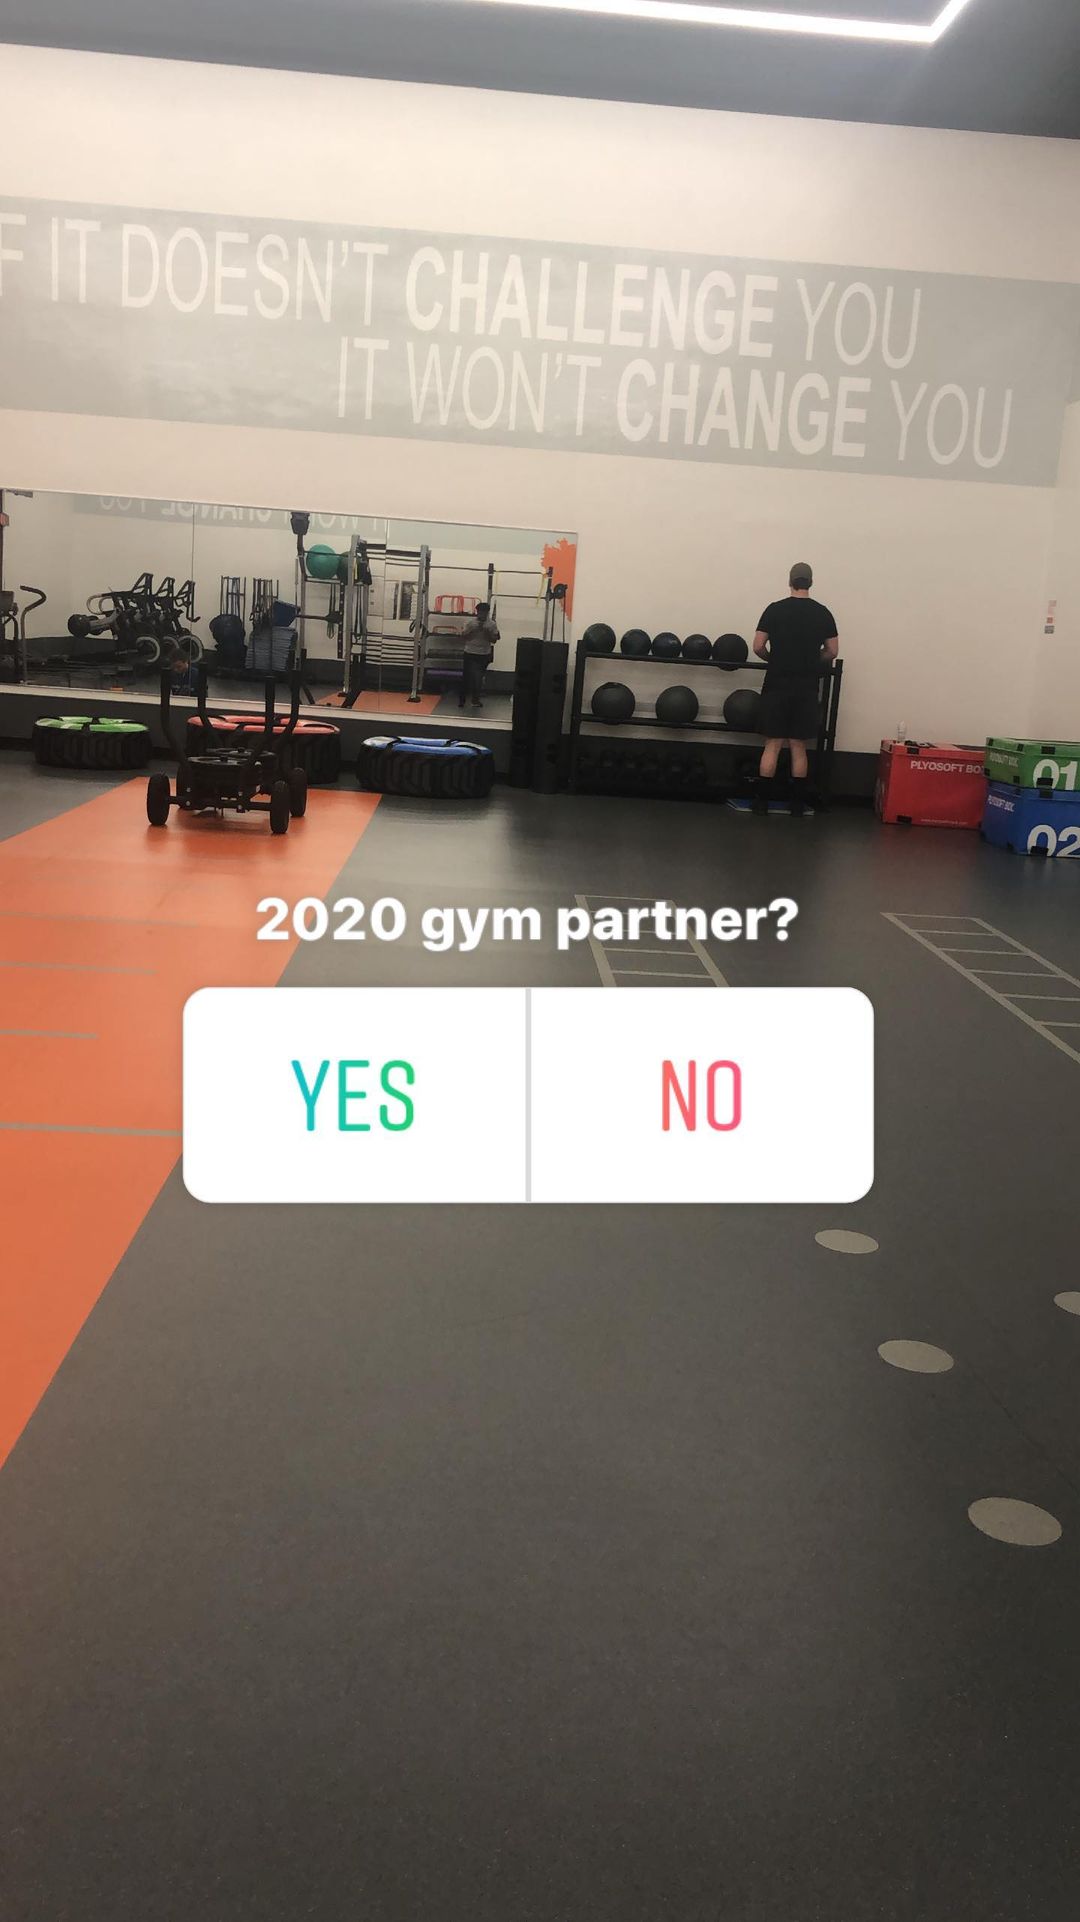 F IT DOESN'T CHALLENGE YOU
IT WON'T CHANGE YOU
PLYOSOFT BO
01
02
2020 gym partner?
YES
NO